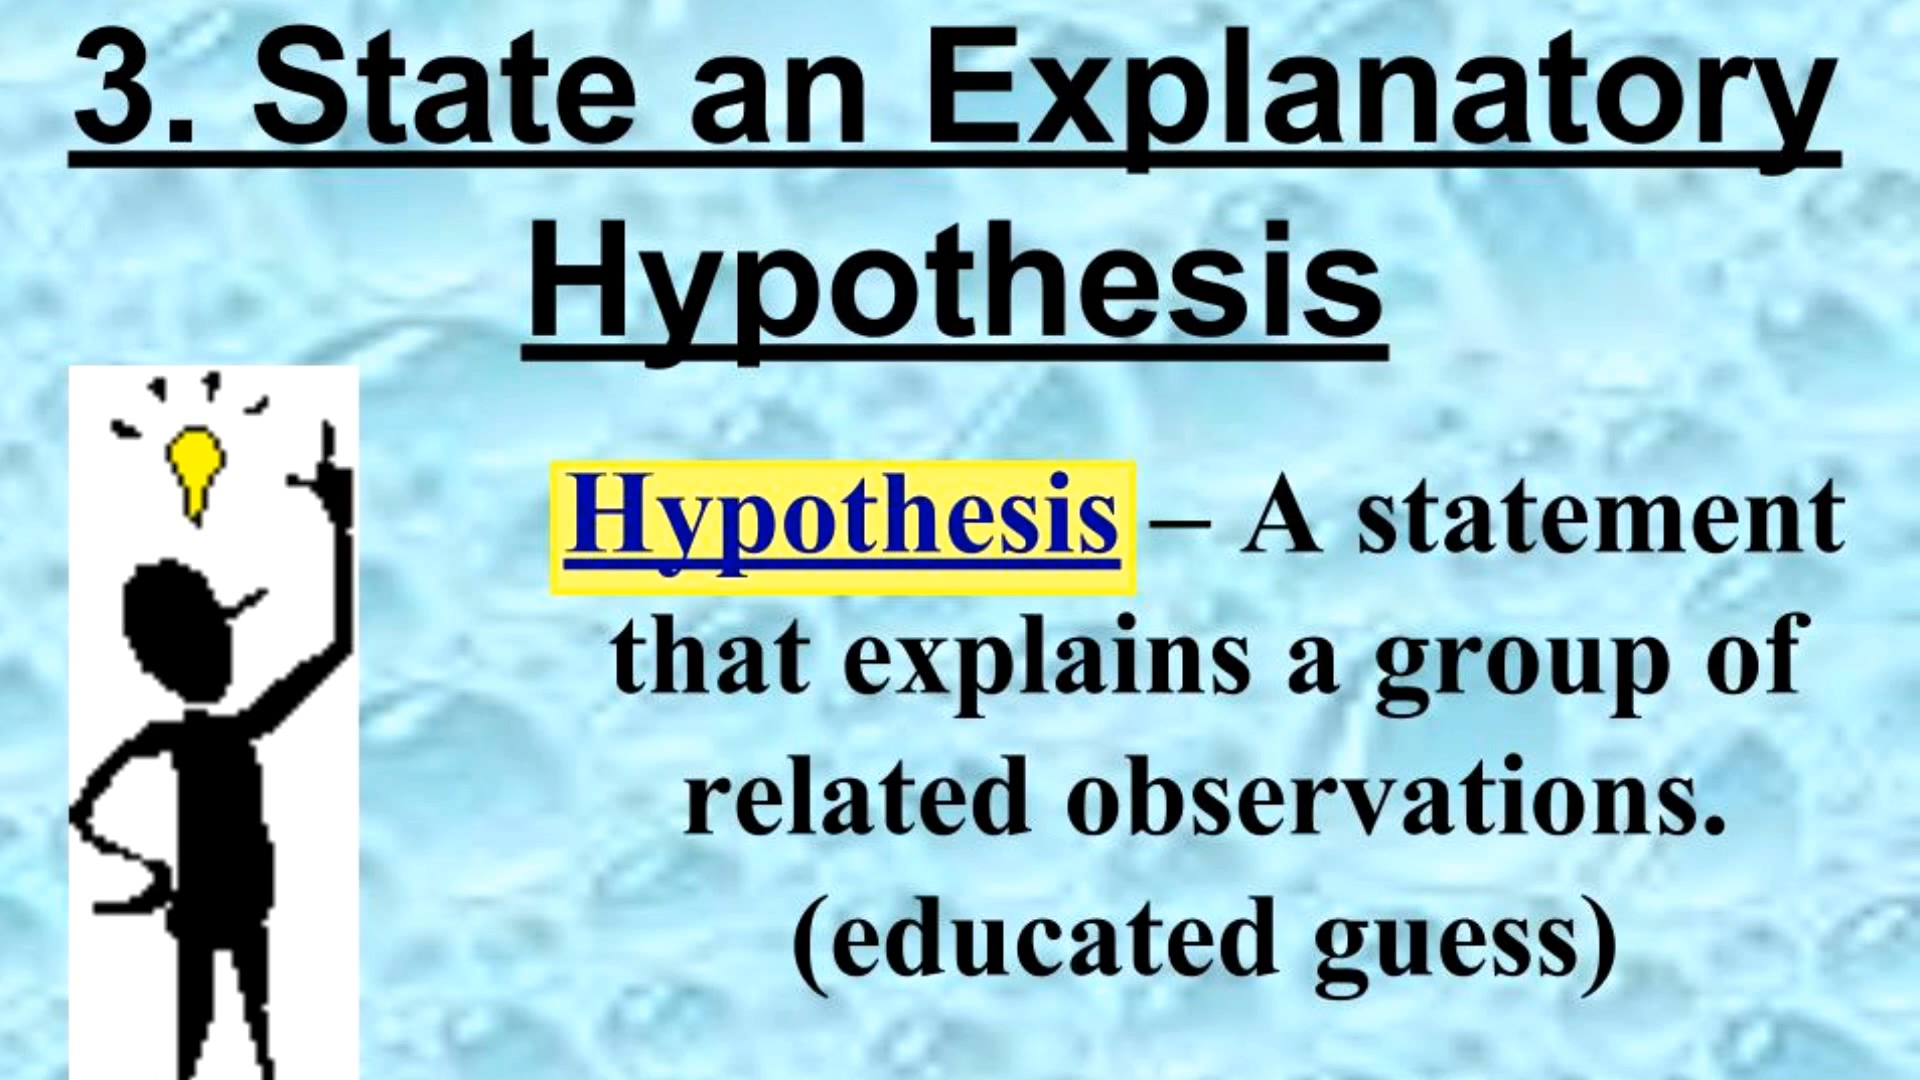 3. State an Explanatory
Hypothesis
Hypothesis – A statement
that explains a group of
related observations.
(educated guess)